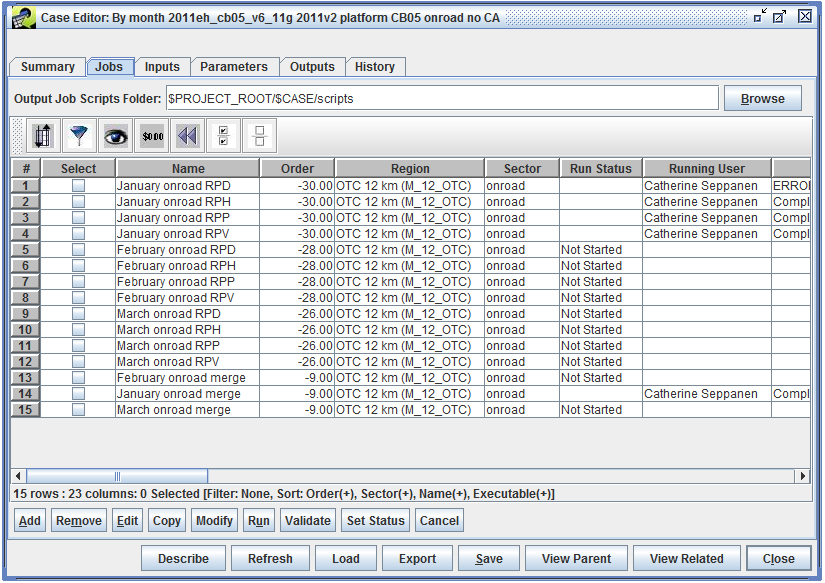 Case Editor: By month 2011eh_cb05_v6_11g 2011v2 platform CB05 onroad no CA
Summary Jobs Inputs Parameters Outputs History
Output Job Scripts Folder: $PROJECT_ROOT/$CASE/scripts Browse
$0.00
# Select Name Order Region Sector Run Status Running User
1 January onroad RPD -30.00 OTC 12 km (M_12_OTC) onroad Catherine Seppanen ERROR
2 January onroad RPH -30.00 OTC 12 km (M_12_OTC) onroad Catherine Seppanen Compl
3 January onroad RPP -30.00 OTC 12 km (M_12_OTC) onroad Catherine Seppanen Compl
4 January onroad RPV -30.00 OTC 12 km (M_12_OTC) onroad Catherine Seppanen Compl
5 February onroad RPD -28.00 OTC 12 km (M_12_OTC) onroad Not Started
6 February onroad RPH -28.00 OTC 12 km (M_12_OTC) onroad Not Started
7 February onroad RPP -28.00 OTC 12 km (M_12_OTC) onroad Not Started
8 February onroad RPV -28.00 OTC 12 km (M_12_OTC) onroad Not Started
9 March onroad RPD -26.00 OTC 12 km (M_12_OTC) onroad Not Started
10 March onroad RPH -26.00 OTC 12 km (M_12_OTC) onroad Not Started
11 March onroad RPP -26.00 OTC 12 km (M_12_OTC) onroad Not Started
12 March onroad RPV -26.00 OTC 12 km (M_12_OTC) onroad Not Started
13 February onroad merge -9.00 OTC 12 km (M_12_OTC) onroad Not Started
14 January onroad merge -9.00 OTC 12 km (M_12_OTC) onroad Catherine Seppanen Compl
15 March onroad merge -9.00 OTC 12 km (M_12_OTC) onroad Not Started
15 rows : 23 columns: 0 Selected [Filter: None, Sort: Order(+), Sector(+), Name(+), Executable(+)]
Add Remove Edit Copy Modify Run Validate Set Status Cancel
Describe Refresh Load Export Save View Parent View Related Close